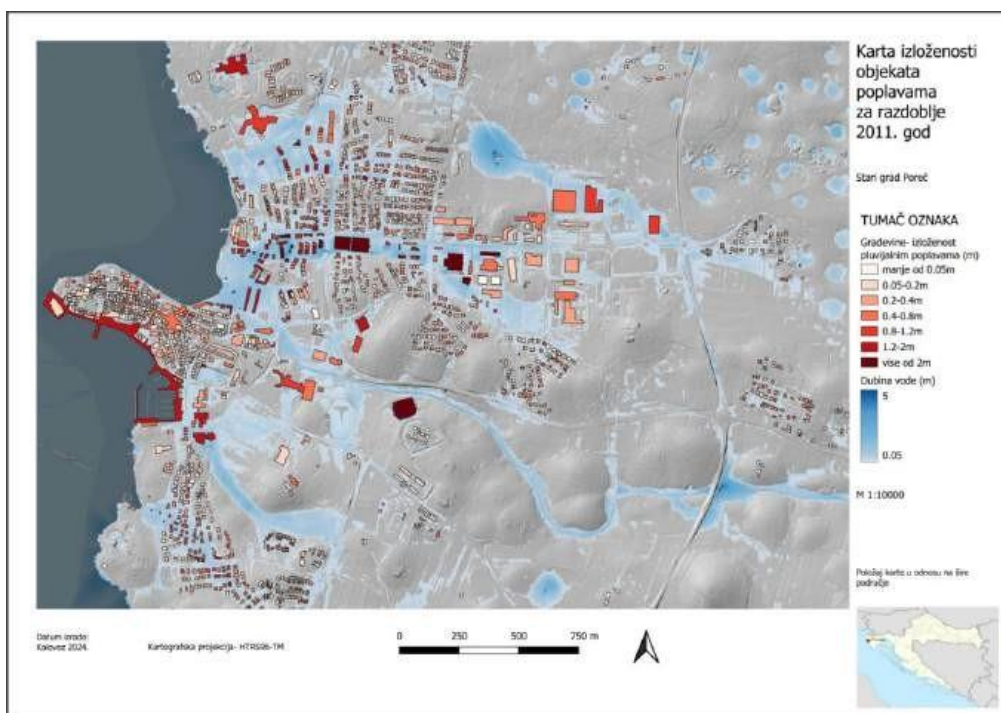 Karta izloženosti
objekata
poplavama
za razdoblje
2011. god
Stari grad Poreč
TUMAČ OZNAKA
Građevine- izloženost
pluvijalnim poplavama (m)
manje od 0.05m
0.05-0.2m
0.2-0.4m
0.4-0.8m
0.8-1.2m
1.2-2m
vise od 2m
Dubina vode (m)
5
0.05
M 1:10000
Položaj karte u odnosu na šire
područje
Datum izrade:
2024.
Kartografska projekcija- HTRS96-TM
0 250 500 750 m